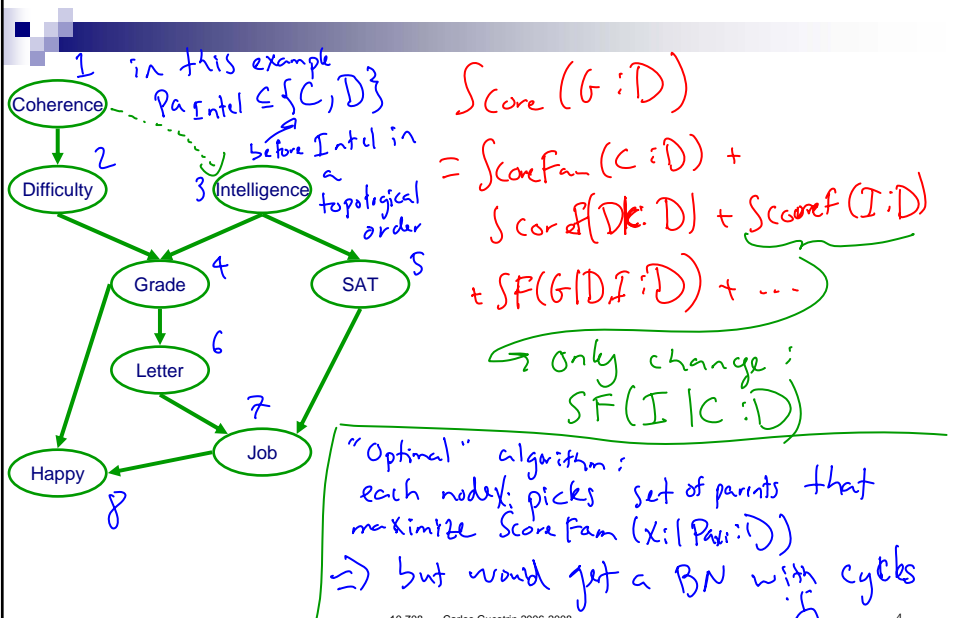 1 in this example
Pa Intel ⊆ {C, D}
before Intel in
a
topological
order
Coherence
2
Difficulty
3 Intelligence
4
Grade
5
SAT
6
Letter
7
Job
Happy
8
Score (G : D)
= ScoreFam (C : D) +
Scoref(D|C : D) + Scoref (I : D)
+ SF(G|D,I : D) + ...
only change :
SF(I |C : D)
"Optimal" algorithm :
each node Xi picks set of parents that
maximize ScoreFam (Xi | PaXi : D)
⇒ but would get a BN with cycles
4